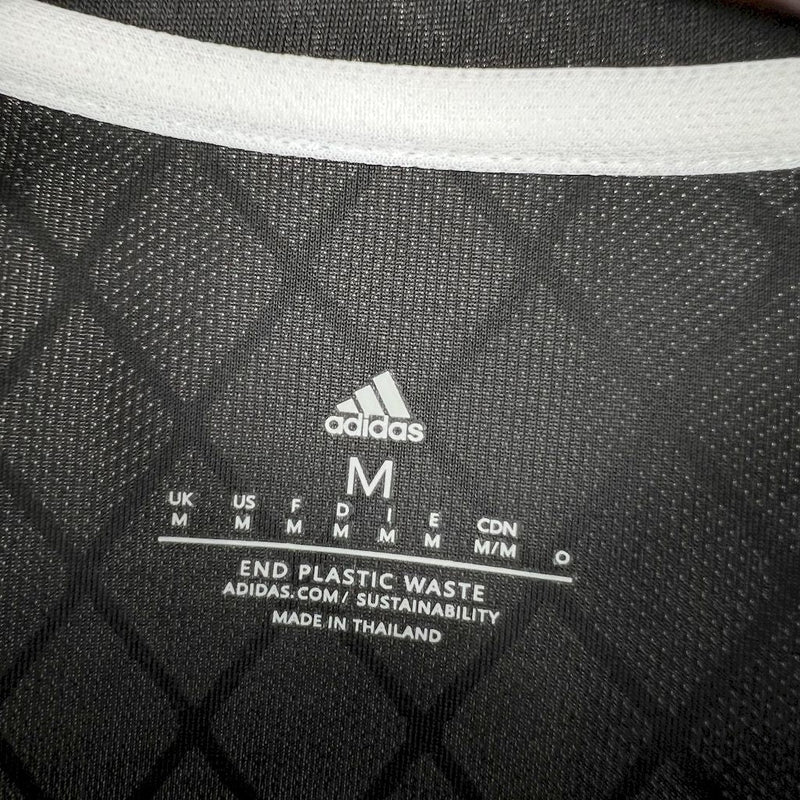 adidas
M
UK US F D I E CDN
M M M M M M M/M O
END PLASTIC WASTE
ADIDAS.COM/ SUSTAINABILITY
MADE IN THAILAND